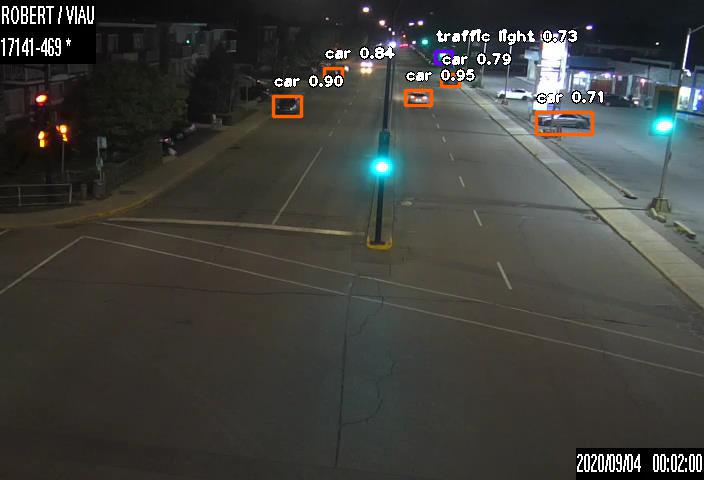 ROBERT / VIAU
17141-469 *
traffic light 0.73
car 0.84
car 0.79
car 0.95
car 0.90
car 0.71
2020/09/04 00:02:00